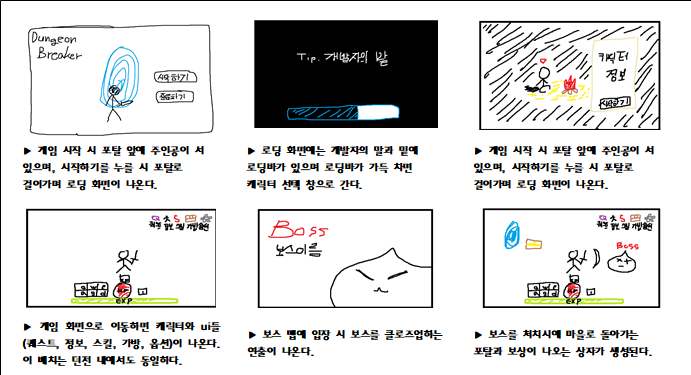 Dungeon
Breaker
시작하기
종료하기
▶ 게임 시작 시 포탈 앞에 주인공이 서
있으며, 시작하기를 누를 시 포탈로
걸어가며 로딩 화면이 나온다.
Tip. 개발자의 말
▶ 로딩 화면에는 개발자의 말과 밑에
로딩바가 있으며 로딩바가 가득 차면
캐릭터 선택 창으로 간다.
캐릭터
정보
시작하기
▶ 게임 시작 시 포탈 앞에 주인공이 서
있으며, 시작하기를 누를 시 포탈로
걸어가며 로딩 화면이 나온다.
퀘스트 정보 스킬 가방 옵션
exp
▶ 게임 화면으로 이동하면 캐릭터와 ui들
(퀘스트, 정보, 스킬, 가방, 옵션)이 나온다.
이 배치는 던전 내에서도 동일하다.
Boss
보스이름
▶ 보스 맵에 입장 시 보스를 클로즈업하는
연출이 나온다.
Boss
exp
▶ 보스를 처치시에 마을로 돌아가는
포탈과 보상이 나오는 상자가 생성된다.